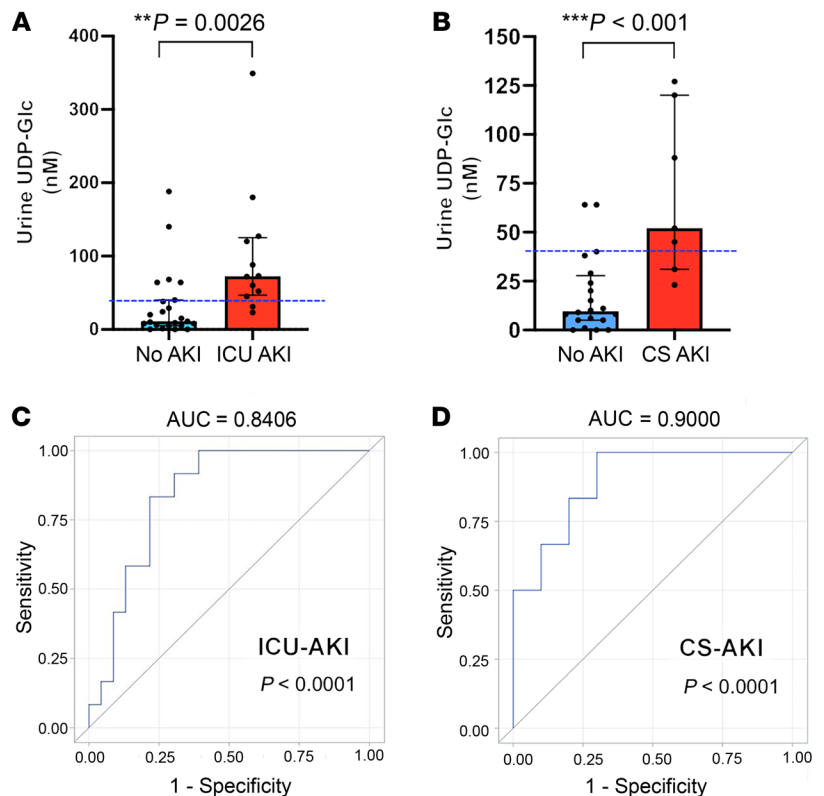 A
**P = 0.0026
Urine UDP-Glc
(nM)
400
300
200
100
0
No AKI
ICU AKI
B
***P < 0.001
Urine UDP-Glc
(nM)
150
125
100
75
50
25
0
No AKI
CS AKI
C
AUC = 0.8406
Sensitivity
1.00
0.75
0.50
0.25
0.00
ICU-AKI
P < 0.0001
0.00 0.25 0.50 0.75 1.00
1 - Specificity
D
AUC = 0.9000
Sensitivity
1.00
0.75
0.50
0.25
0.00
CS-AKI
P < 0.0001
0.00 0.25 0.50 0.75 1.00
1 - Specificity